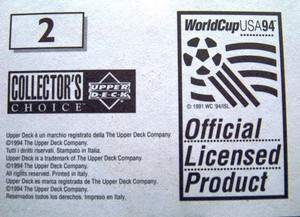 2
COLLECTOR'S
CHOICE
UPPER
DECK
Upper Deck è un marchio registrato della The Upper Deck Company.
©1994 The Upper Deck Company.
Tutti i diritti riservati. Stampato in Italia.
Upper Deck is a trademark of The Upper Deck Company.
©1994 The Upper Deck Company.
All rights reserved. Printed in Italy.
Upper Deck es marca registrada de The Upper Deck Company.
©1994 The Upper Deck Company.
Reservados todos los derechos. Impreso en Italy.
WorldCupUSA94
© 1991 WC '94/ISL
Official
Licensed
Product